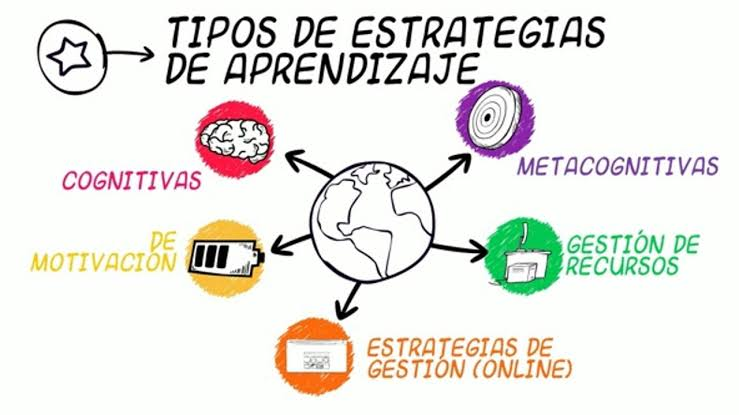 TIPOS DE ESTRATEGIAS
DE APRENDIZAJE
COGNITIVAS
METACOGNITIVAS
DE
MOTIVACIÓN
GESTIÓN DE
RECURSOS
ESTRATEGIAS DE
GESTIÓN (ONLINE)